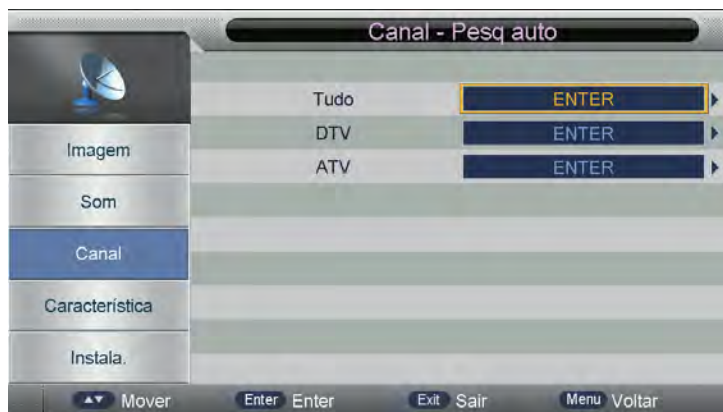 Canal - Pesq auto
Tudo ENTER
DTV ENTER
ATV ENTER
Imagem
Som
Canal
Característica
Instala.
Mover Enter Enter Exit Sair Menu Voltar